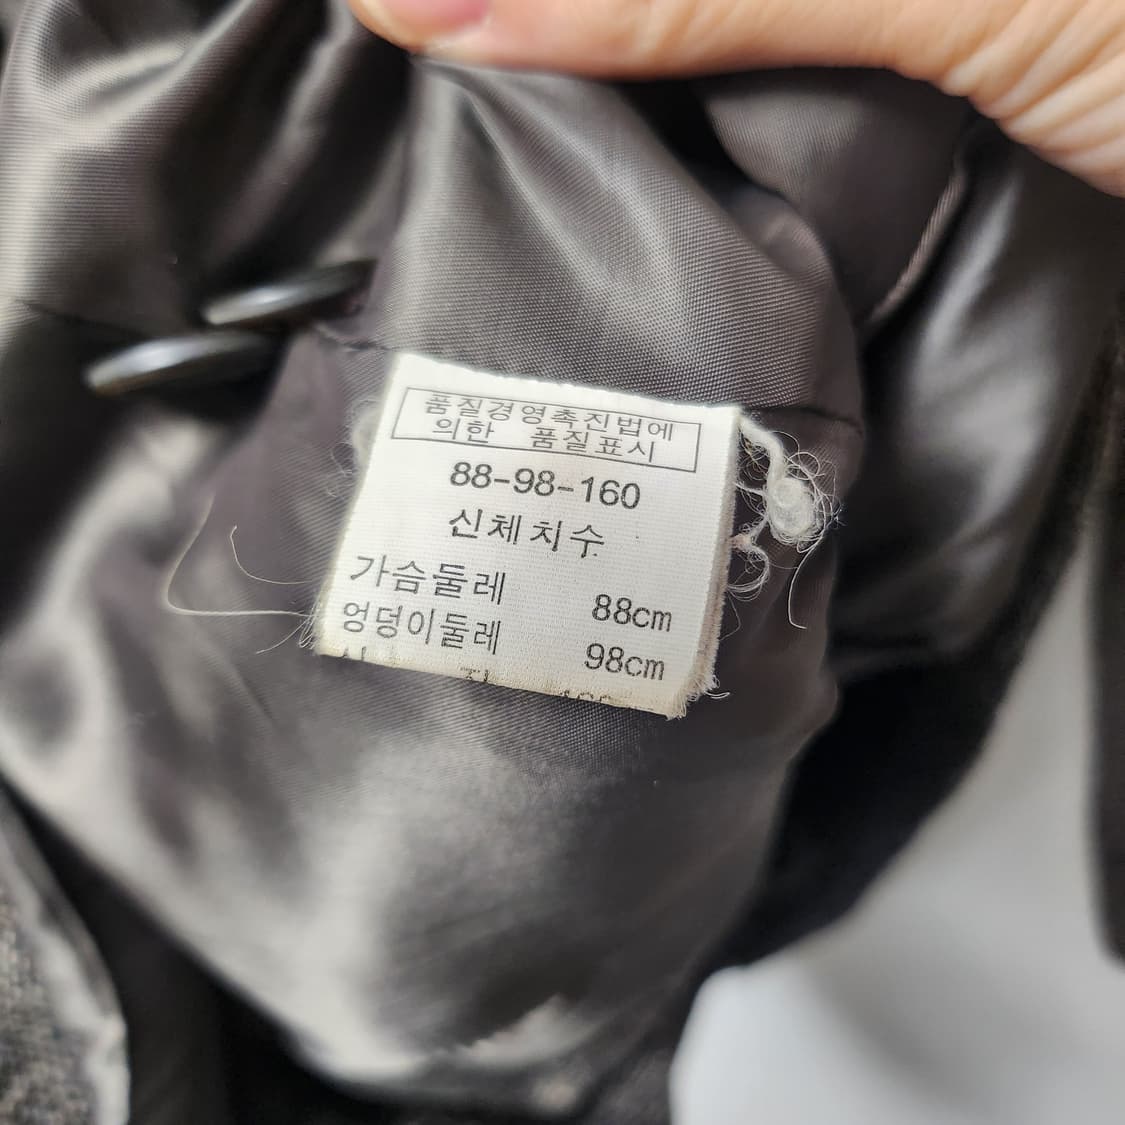 품질경영촉진법에
의한 품질표시
88-98-160
신체치수
가슴둘레 88cm
엉덩이둘레 98cm